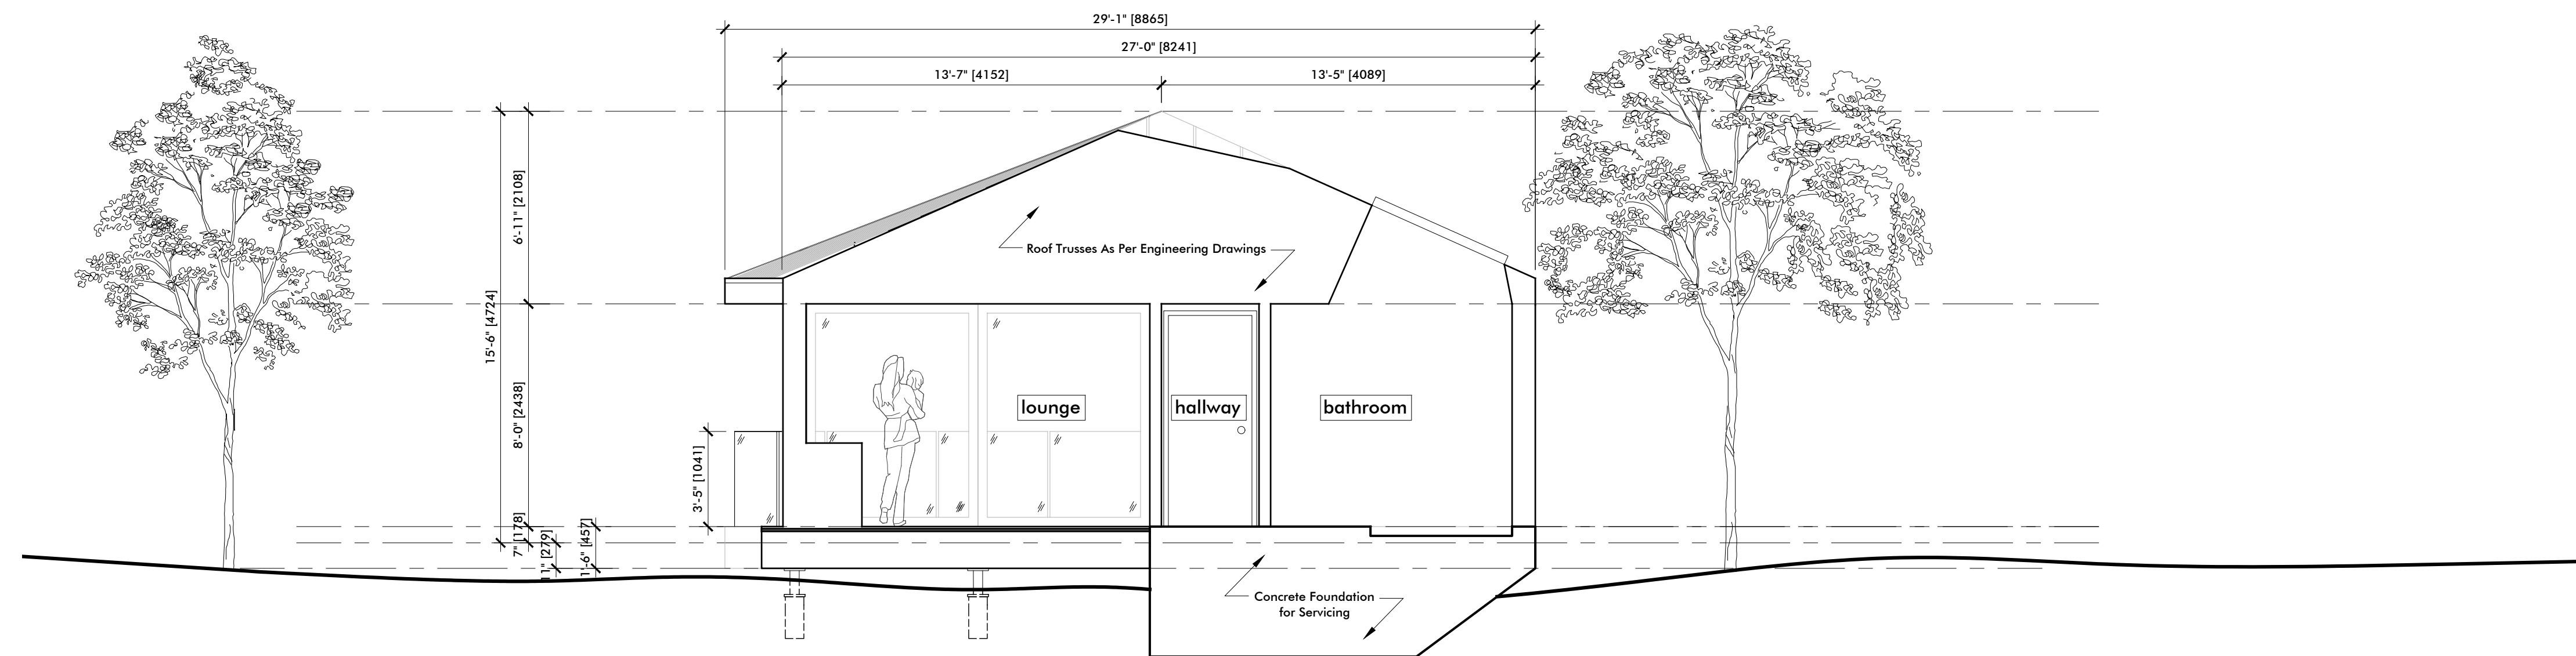 29'-1" [8865]
27'-0" [8241]
13'-7" [4152]
13'-5" [4089]
6'-11" [2108]
15'-6" [4724]
8'-0" [2438]
3'-5" [1041]
7" [178]
11" [279]
1'-6" [457]
Roof Trusses As Per Engineering Drawings
lounge
hallway
bathroom
Concrete Foundation
for Servicing